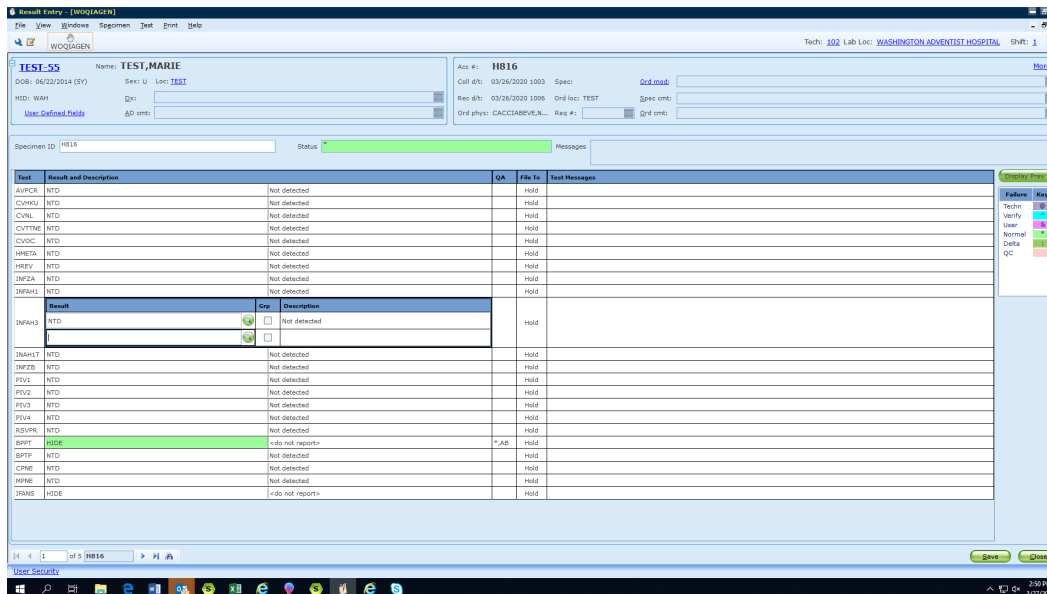 Result Entry - [WOQIAGEN]
File View Windows Specimen Test Print Help
WOQIAGEN
Tech: 102 Lab Loc: WASHINGTON ADVENTIST HOSPITAL Shift: 1
TEST-55 Name: TEST,MARIE
DOB: 06/22/2014 (5Y) Sex: U Loc: TEST
HID: WAH Dx:
User Defined Fields AD cmt:
Acc #: H816
Coll d/t: 03/26/2020 1003 Spec: Ord mod:
Rec d/t: 03/26/2020 1006 Ord loc: TEST Spec cmt:
Ord phys: CACCIABEVE,N... Req #: Ord cmt:
Specimen ID H816 Status * Messages
Test Result and Description QA File To Test Messages
AVPCR NTD Not detected Hold
CVHKU NTD Not detected Hold
CVNL NTD Not detected Hold
CVTTNE NTD Not detected Hold
CVOC NTD Not detected Hold
HMETA NTD Not detected Hold
HREV NTD Not detected Hold
INFZA NTD Not detected Hold
INFAH1 NTD Not detected Hold
Result Grp Description
INFAH3 NTD Not detected Hold
INAH1T NTD Not detected Hold
INFZB NTD Not detected Hold
PIV1 NTD Not detected Hold
PIV2 NTD Not detected Hold
PIV3 NTD Not detected Hold
PIV4 NTD Not detected Hold
RSVPR NTD Not detected Hold
BPPT HIDE <do not report> *,AB Hold
BPTP NTD Not detected Hold
CPNE NTD Not detected Hold
MPNE NTD Not detected Hold
IFANS HIDE <do not report> Hold
Display Prev
Failure Key
Techn @
Verify ^
User &
Normal *
Delta :
QC
1 of 5 H816
Save Close
User Security
2:50 P